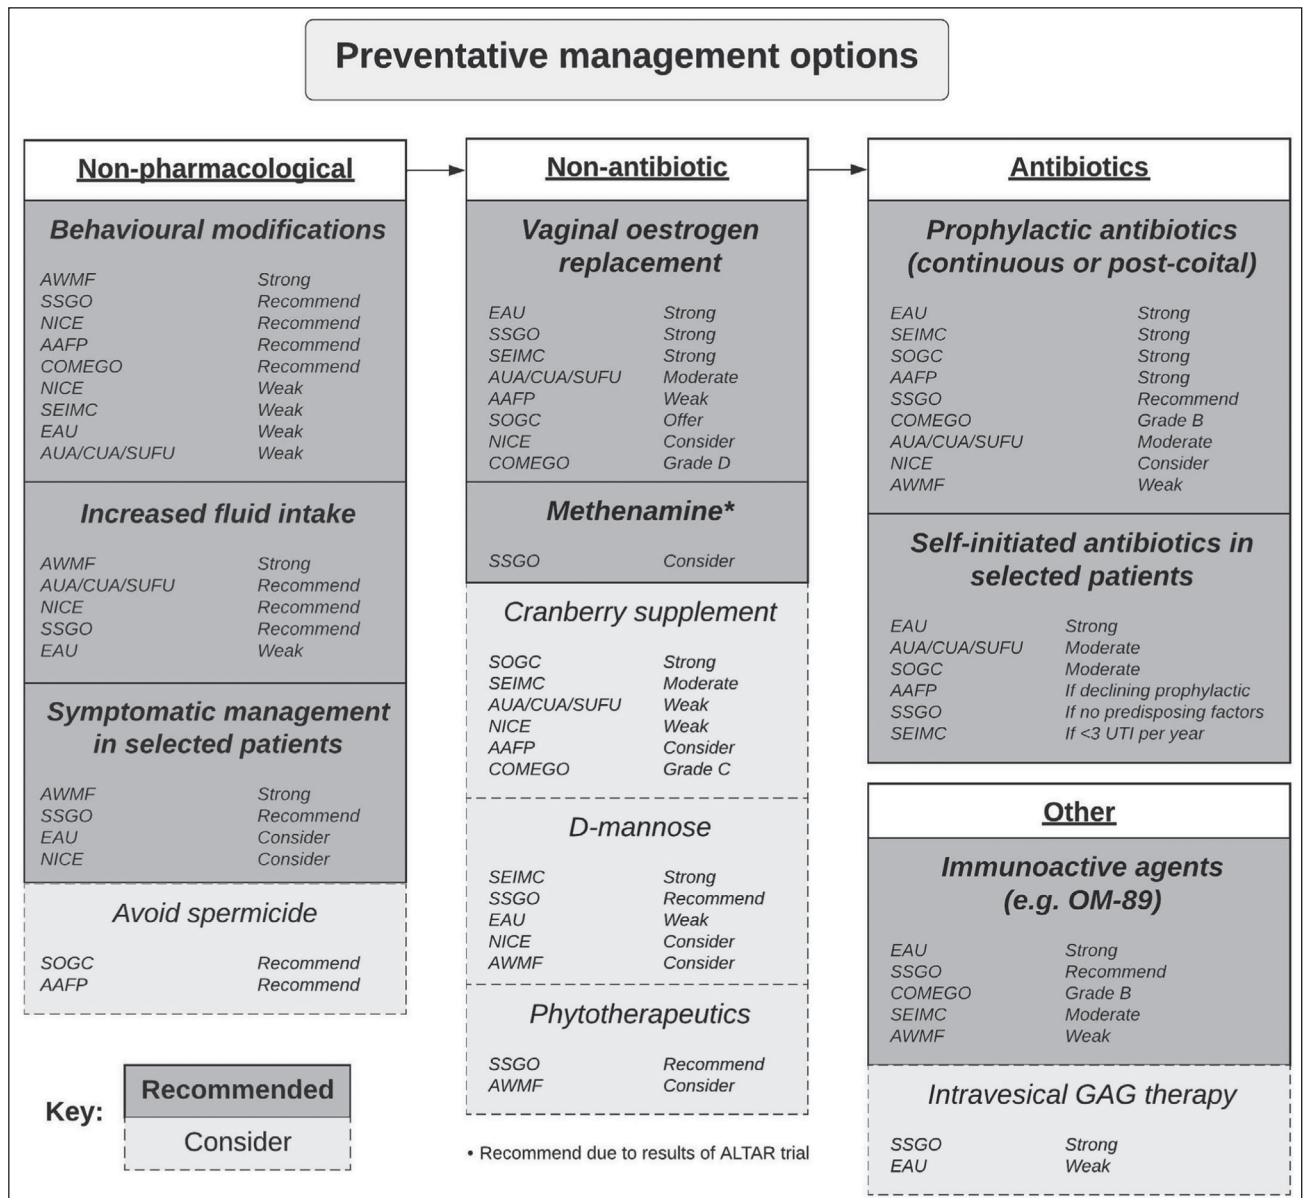 Preventative management options
Non-pharmacological
Behavioural modifications
AWMF Strong
SSGO Recommend
NICE Recommend
AAFP Recommend
COMEGO Recommend
NICE Weak
SEIMC Weak
EAU Weak
AUA/CUA/SUFU Weak
Increased fluid intake
AWMF Strong
AUA/CUA/SUFU Recommend
NICE Recommend
SSGO Recommend
EAU Weak
Symptomatic management
in selected patients
AWMF Strong
SSGO Recommend
EAU Consider
NICE Consider
Avoid spermicide
SOGC Recommend
AAFP Recommend
Key:
Recommended
Consider
Non-antibiotic
Vaginal oestrogen
replacement
EAU Strong
SSGO Strong
SEIMC Strong
AUA/CUA/SUFU Moderate
AAFP Weak
SOGC Offer
NICE Consider
COMEGO Grade D
Methenamine*
SSGO Consider
Cranberry supplement
SOGC Strong
SEIMC Moderate
AUA/CUA/SUFU Weak
NICE Weak
AAFP Consider
COMEGO Grade C
D-mannose
SEIMC Strong
SSGO Recommend
EAU Weak
NICE Consider
AWMF Consider
Phytotherapeutics
SSGO Recommend
AWMF Consider
• Recommend due to results of ALTAR trial
Antibiotics
Prophylactic antibiotics
(continuous or post-coital)
EAU Strong
SEIMC Strong
SOGC Strong
AAFP Strong
SSGO Recommend
COMEGO Grade B
AUA/CUA/SUFU Moderate
NICE Consider
AWMF Weak
Self-initiated antibiotics in
selected patients
EAU Strong
AUA/CUA/SUFU Moderate
SOGC Moderate
AAFP If declining prophylactic
SSGO If no predisposing factors
SEIMC If <3 UTI per year
Other
Immunoactive agents
(e.g. OM-89)
EAU Strong
SSGO Recommend
COMEGO Grade B
SEIMC Moderate
AWMF Weak
Intravesical GAG therapy
SSGO Strong
EAU Weak